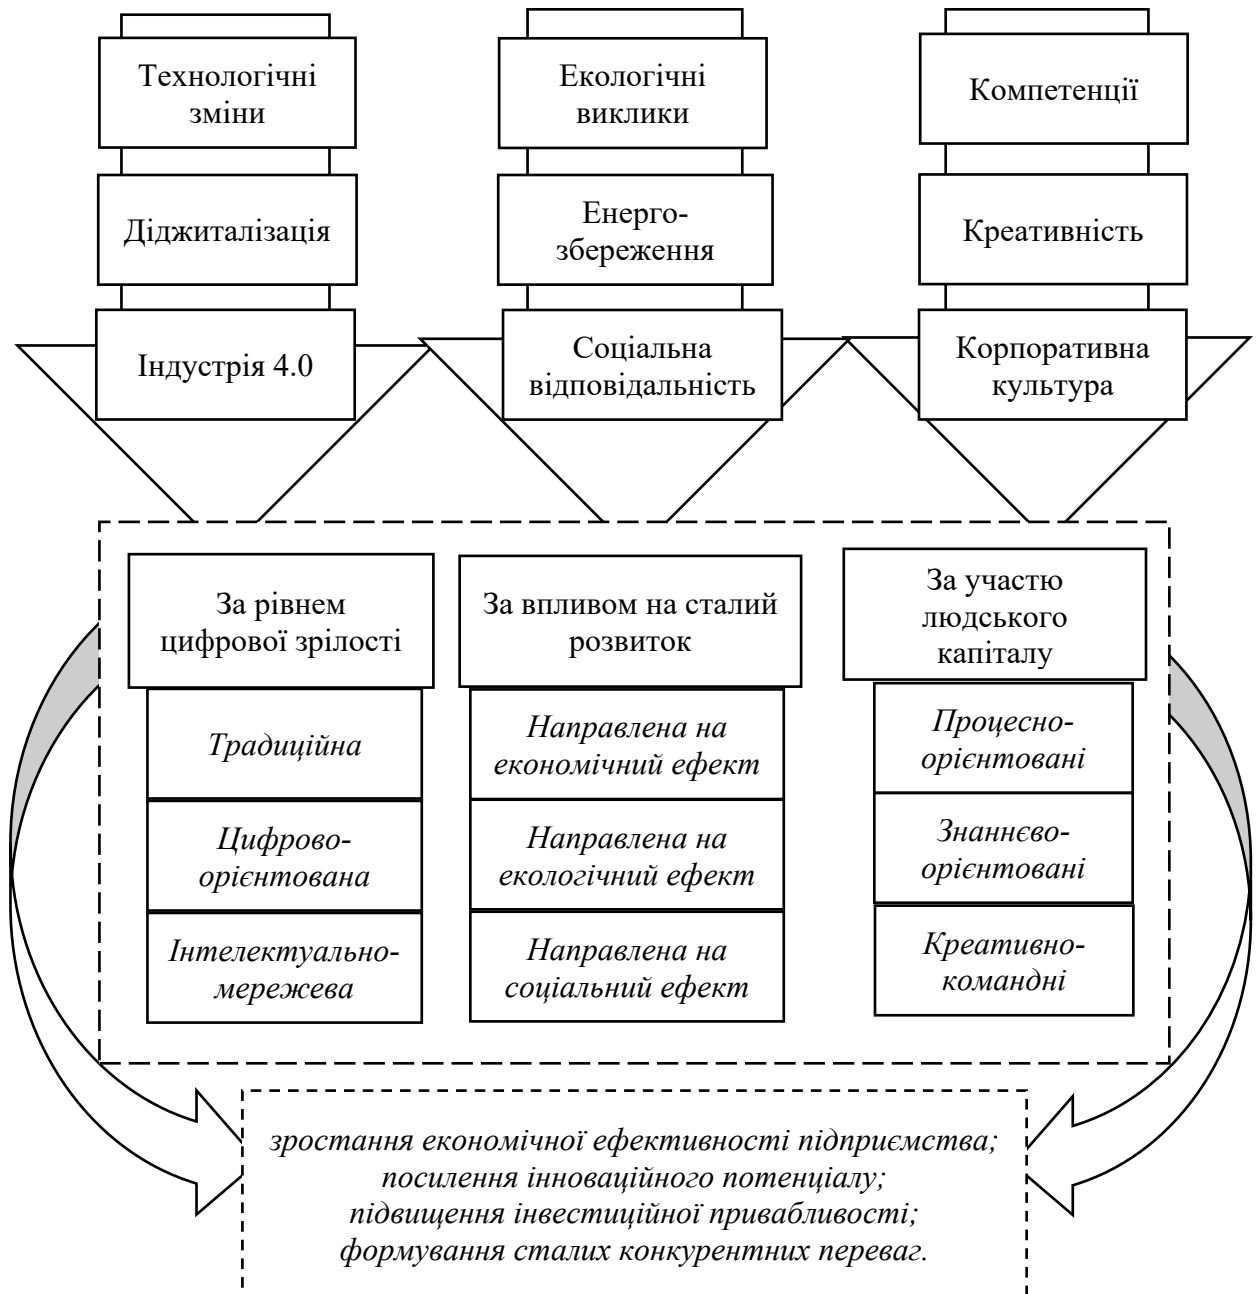 Технологічні
зміни
Екологічні
виклики
Компетенції
Діджиталізація
Енерго-
збереження
Креативність
Індустрія 4.0
Соціальна
відповідальність
Корпоративна
культура
За рівнем
цифрової зрілості
За впливом на сталий
розвиток
За участю
людського
капіталу
Традиційна
Направлена на
економічний ефект
Процесно-
орієнтовані
Цифрово-
орієнтована
Направлена на
екологічний ефект
Знаннєво-
орієнтовані
Інтелектуально-
мережева
Направлена на
соціальний ефект
Креативно-
командні
зростання економічної ефективності підприємства;
посилення інноваційного потенціалу;
підвищення інвестиційної привабливості;
формування сталих конкурентних переваг.